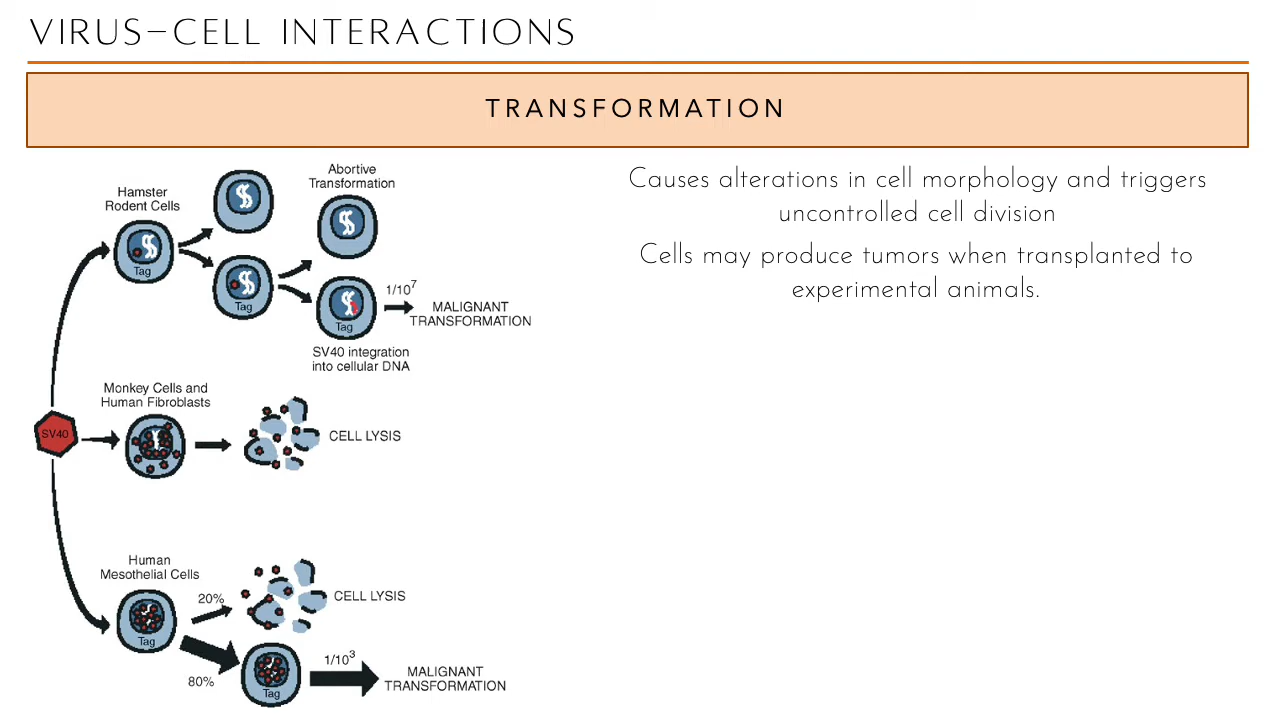 VIRUS–CELL INTERACTIONS
TRANSFORMATION
Causes alterations in cell morphology and triggers
uncontrolled cell division
Cells may produce tumors when transplanted to
experimental animals.
Hamster
Rodent Cells
Tag
Abortive
Transformation
Tag
Tag
1/10⁷
MALIGNANT
TRANSFORMATION
SV40 integration
into cellular DNA
SV40
Monkey Cells and
Human Fibroblasts
CELL LYSIS
Human
Mesothelial Cells
Tag
20%
CELL LYSIS
80%
Tag
1/10³
MALIGNANT
TRANSFORMATION